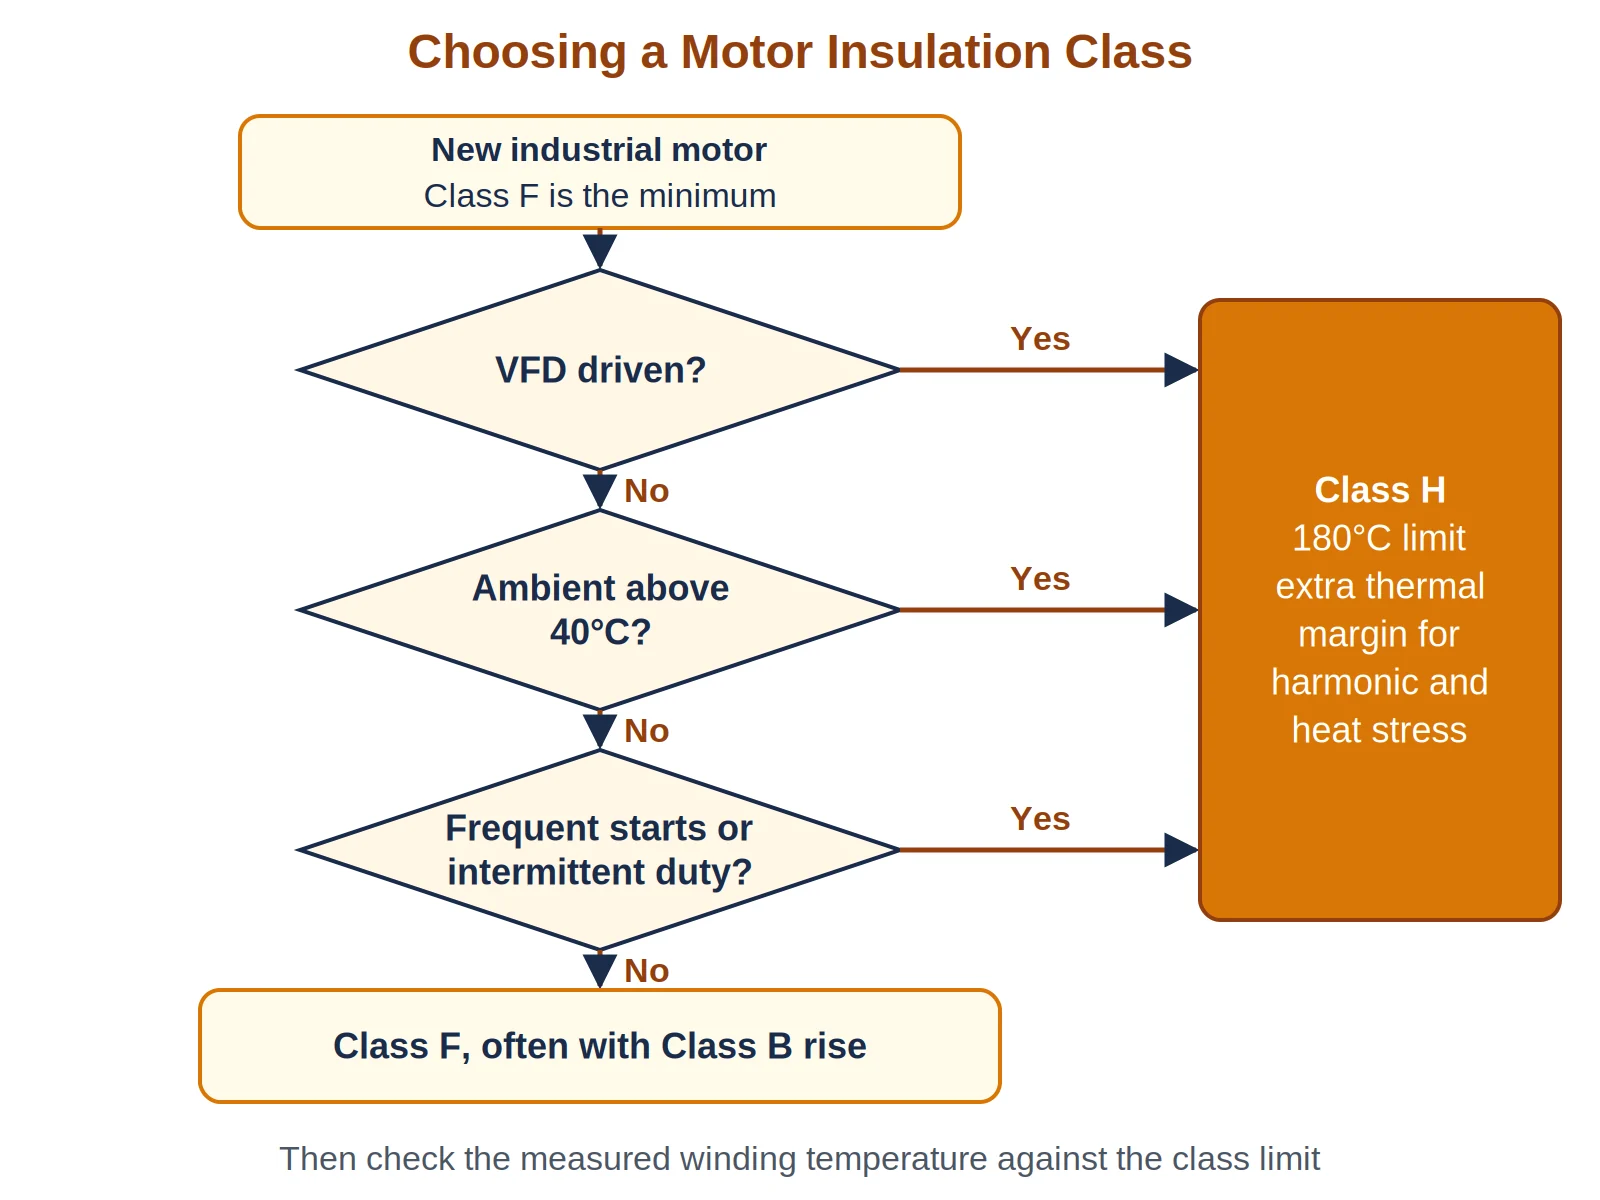 Choosing a Motor Insulation Class
New industrial motor
Class F is the minimum
VFD driven?
Yes
No
Ambient above
40°C?
Yes
No
Frequent starts or
intermittent duty?
Yes
No
Class H
180°C limit
extra thermal
margin for
harmonic and
heat stress
Class F, often with Class B rise
Then check the measured winding temperature against the class limit